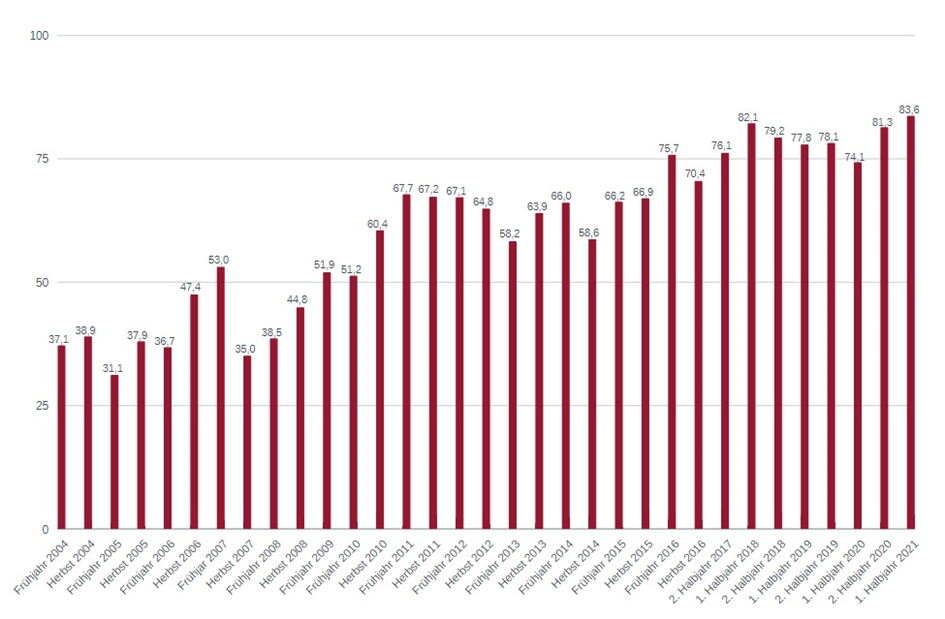 100
75
50
25
0
37,1
38,9
31,1
37,9
36,7
47,4
53,0
35,0
38,5
44,8
51,9
51,2
60,4
67,7
67,2
67,1
64,8
58,2
63,9
66,0
58,6
66,2
66,9
75,7
70,4
76,1
82,1
79,2
77,8
78,1
74,1
81,3
83,6
Frühjahr 2004
Herbst 2004
Frühjahr 2005
Herbst 2005
Frühjahr 2006
Herbst 2006
Frühjar 2007
Herbst 2007
Frühjahr 2008
Herbst 2008
Frühjahr 2009
Frühjahr 2010
Herbst 2010
Frühjahr 2011
Herbst 2011
Frühjahr 2012
Herbst 2012
Frühjahr 2013
Herbst 2013
Frühjahr 2014
Herbst 2014
Frühjahr 2015
Herbst 2015
Frühjahr 2016
Herbst 2016
2. Halbjahr 2017
1. Halbjahr 2018
2. Halbjahr 2018
1. Halbjahr 2019
2. Halbjahr 2019
1. Halbjahr 2020
2. Halbjahr 2020
1. Halbjahr 2021